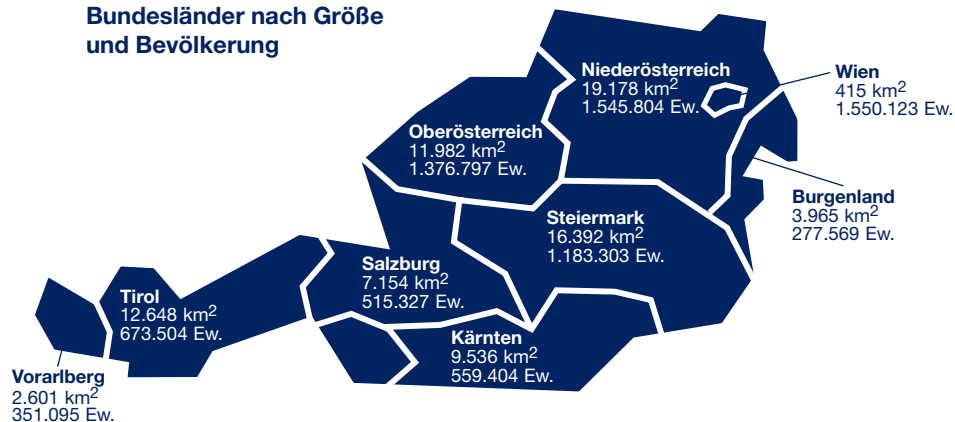 Bundesländer nach Größe
und Bevölkerung
Niederösterreich
19.178 km²
1.545.804 Ew.
Wien
415 km²
1.550.123 Ew.
Oberösterreich
11.982 km²
1.376.797 Ew.
Burgenland
3.965 km²
277.569 Ew.
Steiermark
16.392 km²
1.183.303 Ew.
Salzburg
7.154 km²
515.327 Ew.
Tirol
12.648 km²
673.504 Ew.
Kärnten
9.536 km²
559.404 Ew.
Vorarlberg
2.601 km²
351.095 Ew.